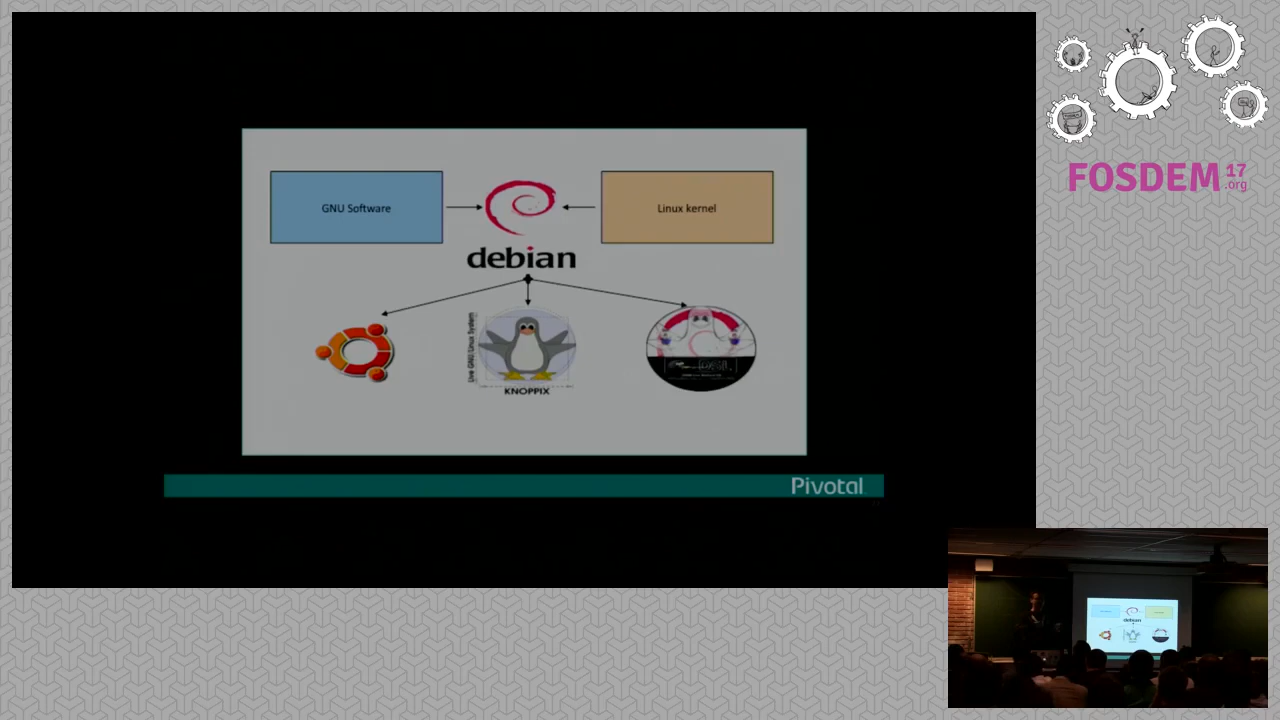 FOSDEM 17
.org
GNU Software
Linux kernel
debian
Live GNU/Linux System
KNOPPIX
Pivotal